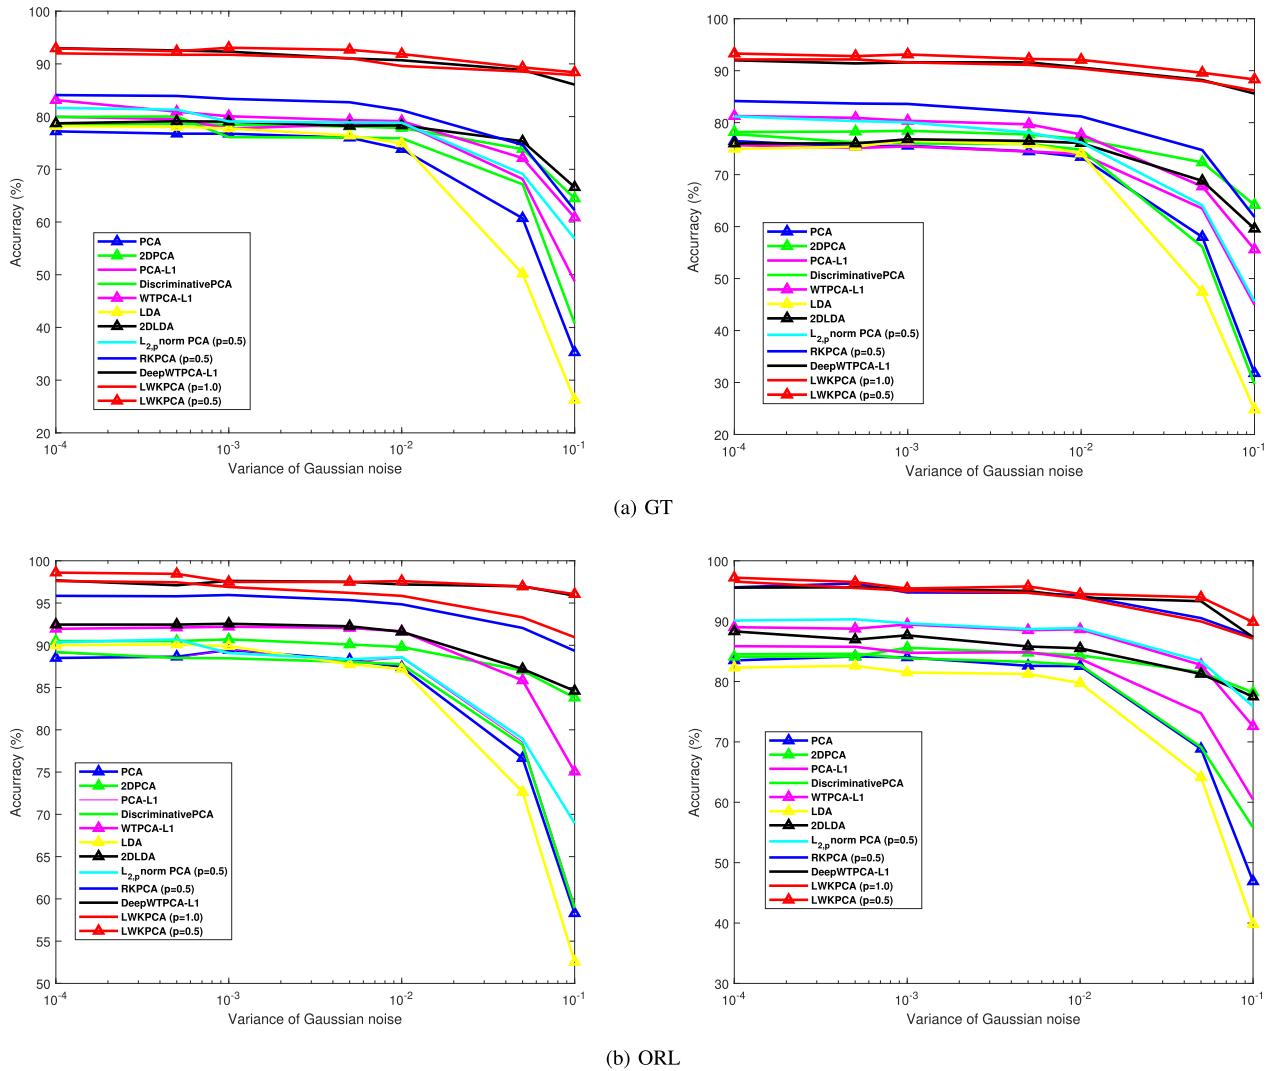 100
90
80
70
60
50
40
30
20
Accurracy (%)
10-4
10-3
10-2
10-1
Variance of Gaussian noise
PCA
2DPCA
PCA-L1
DiscriminativePCA
WTPCA-L1
LDA
2DLDA
L2,pnorm PCA (p=0.5)
RKPCA (p=0.5)
DeepWTPCA-L1
LWKPCA (p=1.0)
LWKPCA (p=0.5)
100
90
80
70
60
50
40
30
20
Accurracy (%)
10-4
10-3
10-2
10-1
Variance of Gaussian noise
PCA
2DPCA
PCA-L1
DiscriminativePCA
WTPCA-L1
LDA
2DLDA
L2,pnorm PCA (p=0.5)
RKPCA (p=0.5)
DeepWTPCA-L1
LWKPCA (p=1.0)
LWKPCA (p=0.5)
(a) GT
100
95
90
85
80
75
70
65
60
55
50
Accurracy (%)
10-4
10-3
10-2
10-1
Variance of Gaussian noise
PCA
2DPCA
PCA-L1
DiscriminativePCA
WTPCA-L1
LDA
2DLDA
L2,pnorm PCA (p=0.5)
RKPCA (p=0.5)
DeepWTPCA-L1
LWKPCA (p=1.0)
LWKPCA (p=0.5)
100
90
80
70
60
50
40
30
Accurracy (%)
10-4
10-3
10-2
10-1
Variance of Gaussian noise
PCA
2DPCA
PCA-L1
DiscriminativePCA
WTPCA-L1
LDA
2DLDA
L2,pnorm PCA (p=0.5)
RKPCA (p=0.5)
DeepWTPCA-L1
LWKPCA (p=1.0)
LWKPCA (p=0.5)
(b) ORL